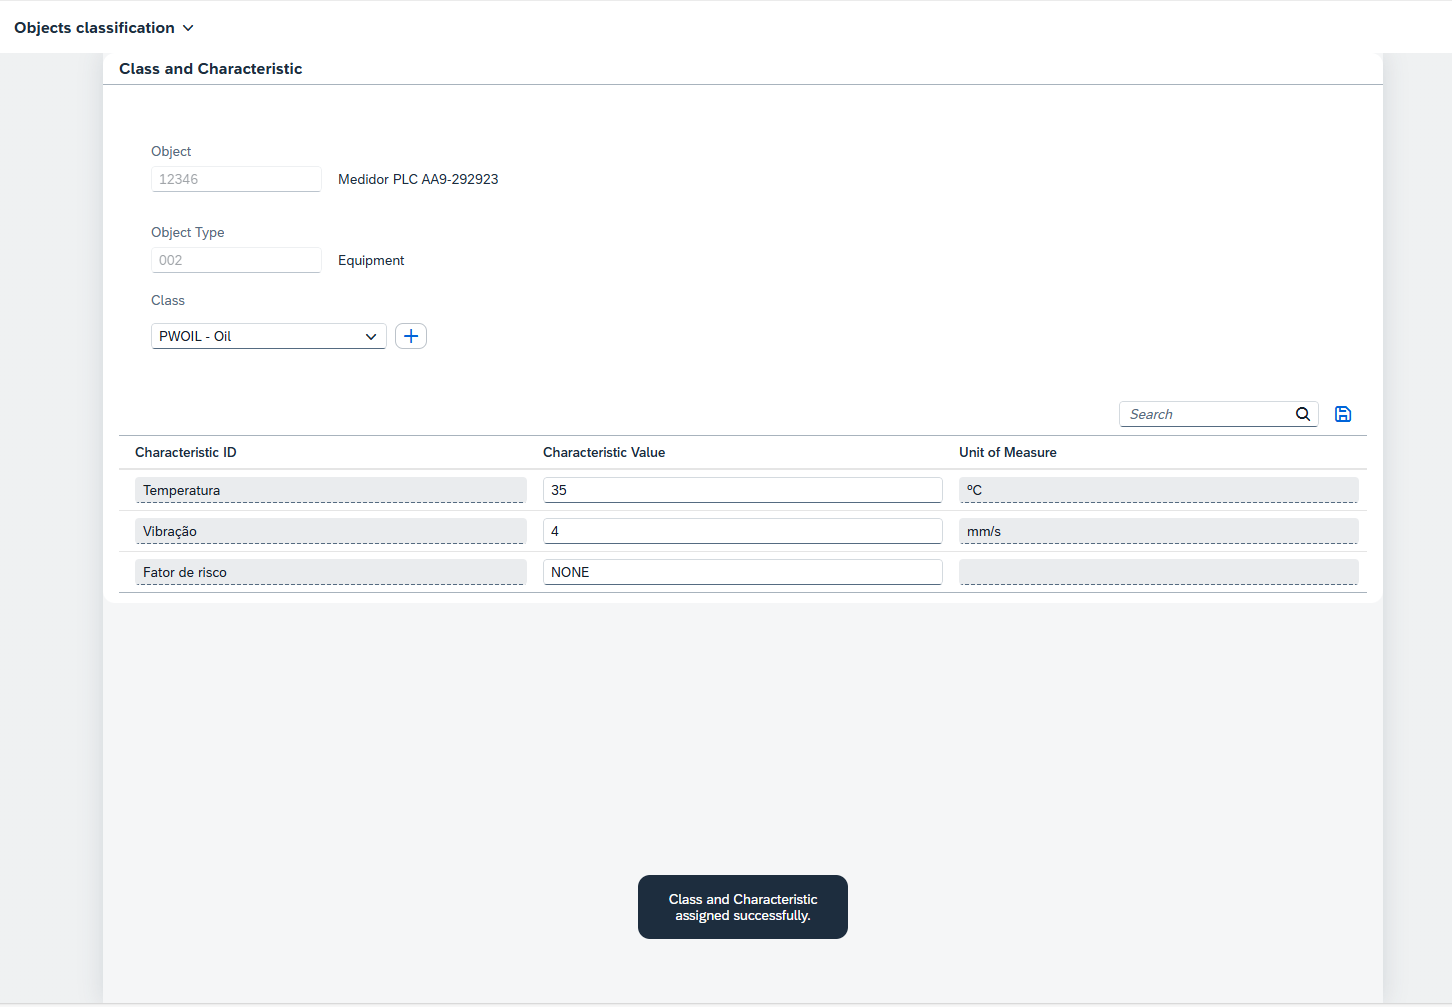 Objects classification
Class and Characteristic
Object
12346 Medidor PLC AA9-292923
Object Type
002 Equipment
Class
PWOIL - Oil
Search
Characteristic ID Characteristic Value Unit of Measure
Temperatura 35 ºC
Vibração 4 mm/s
Fator de risco NONE
Class and Characteristic
assigned successfully.